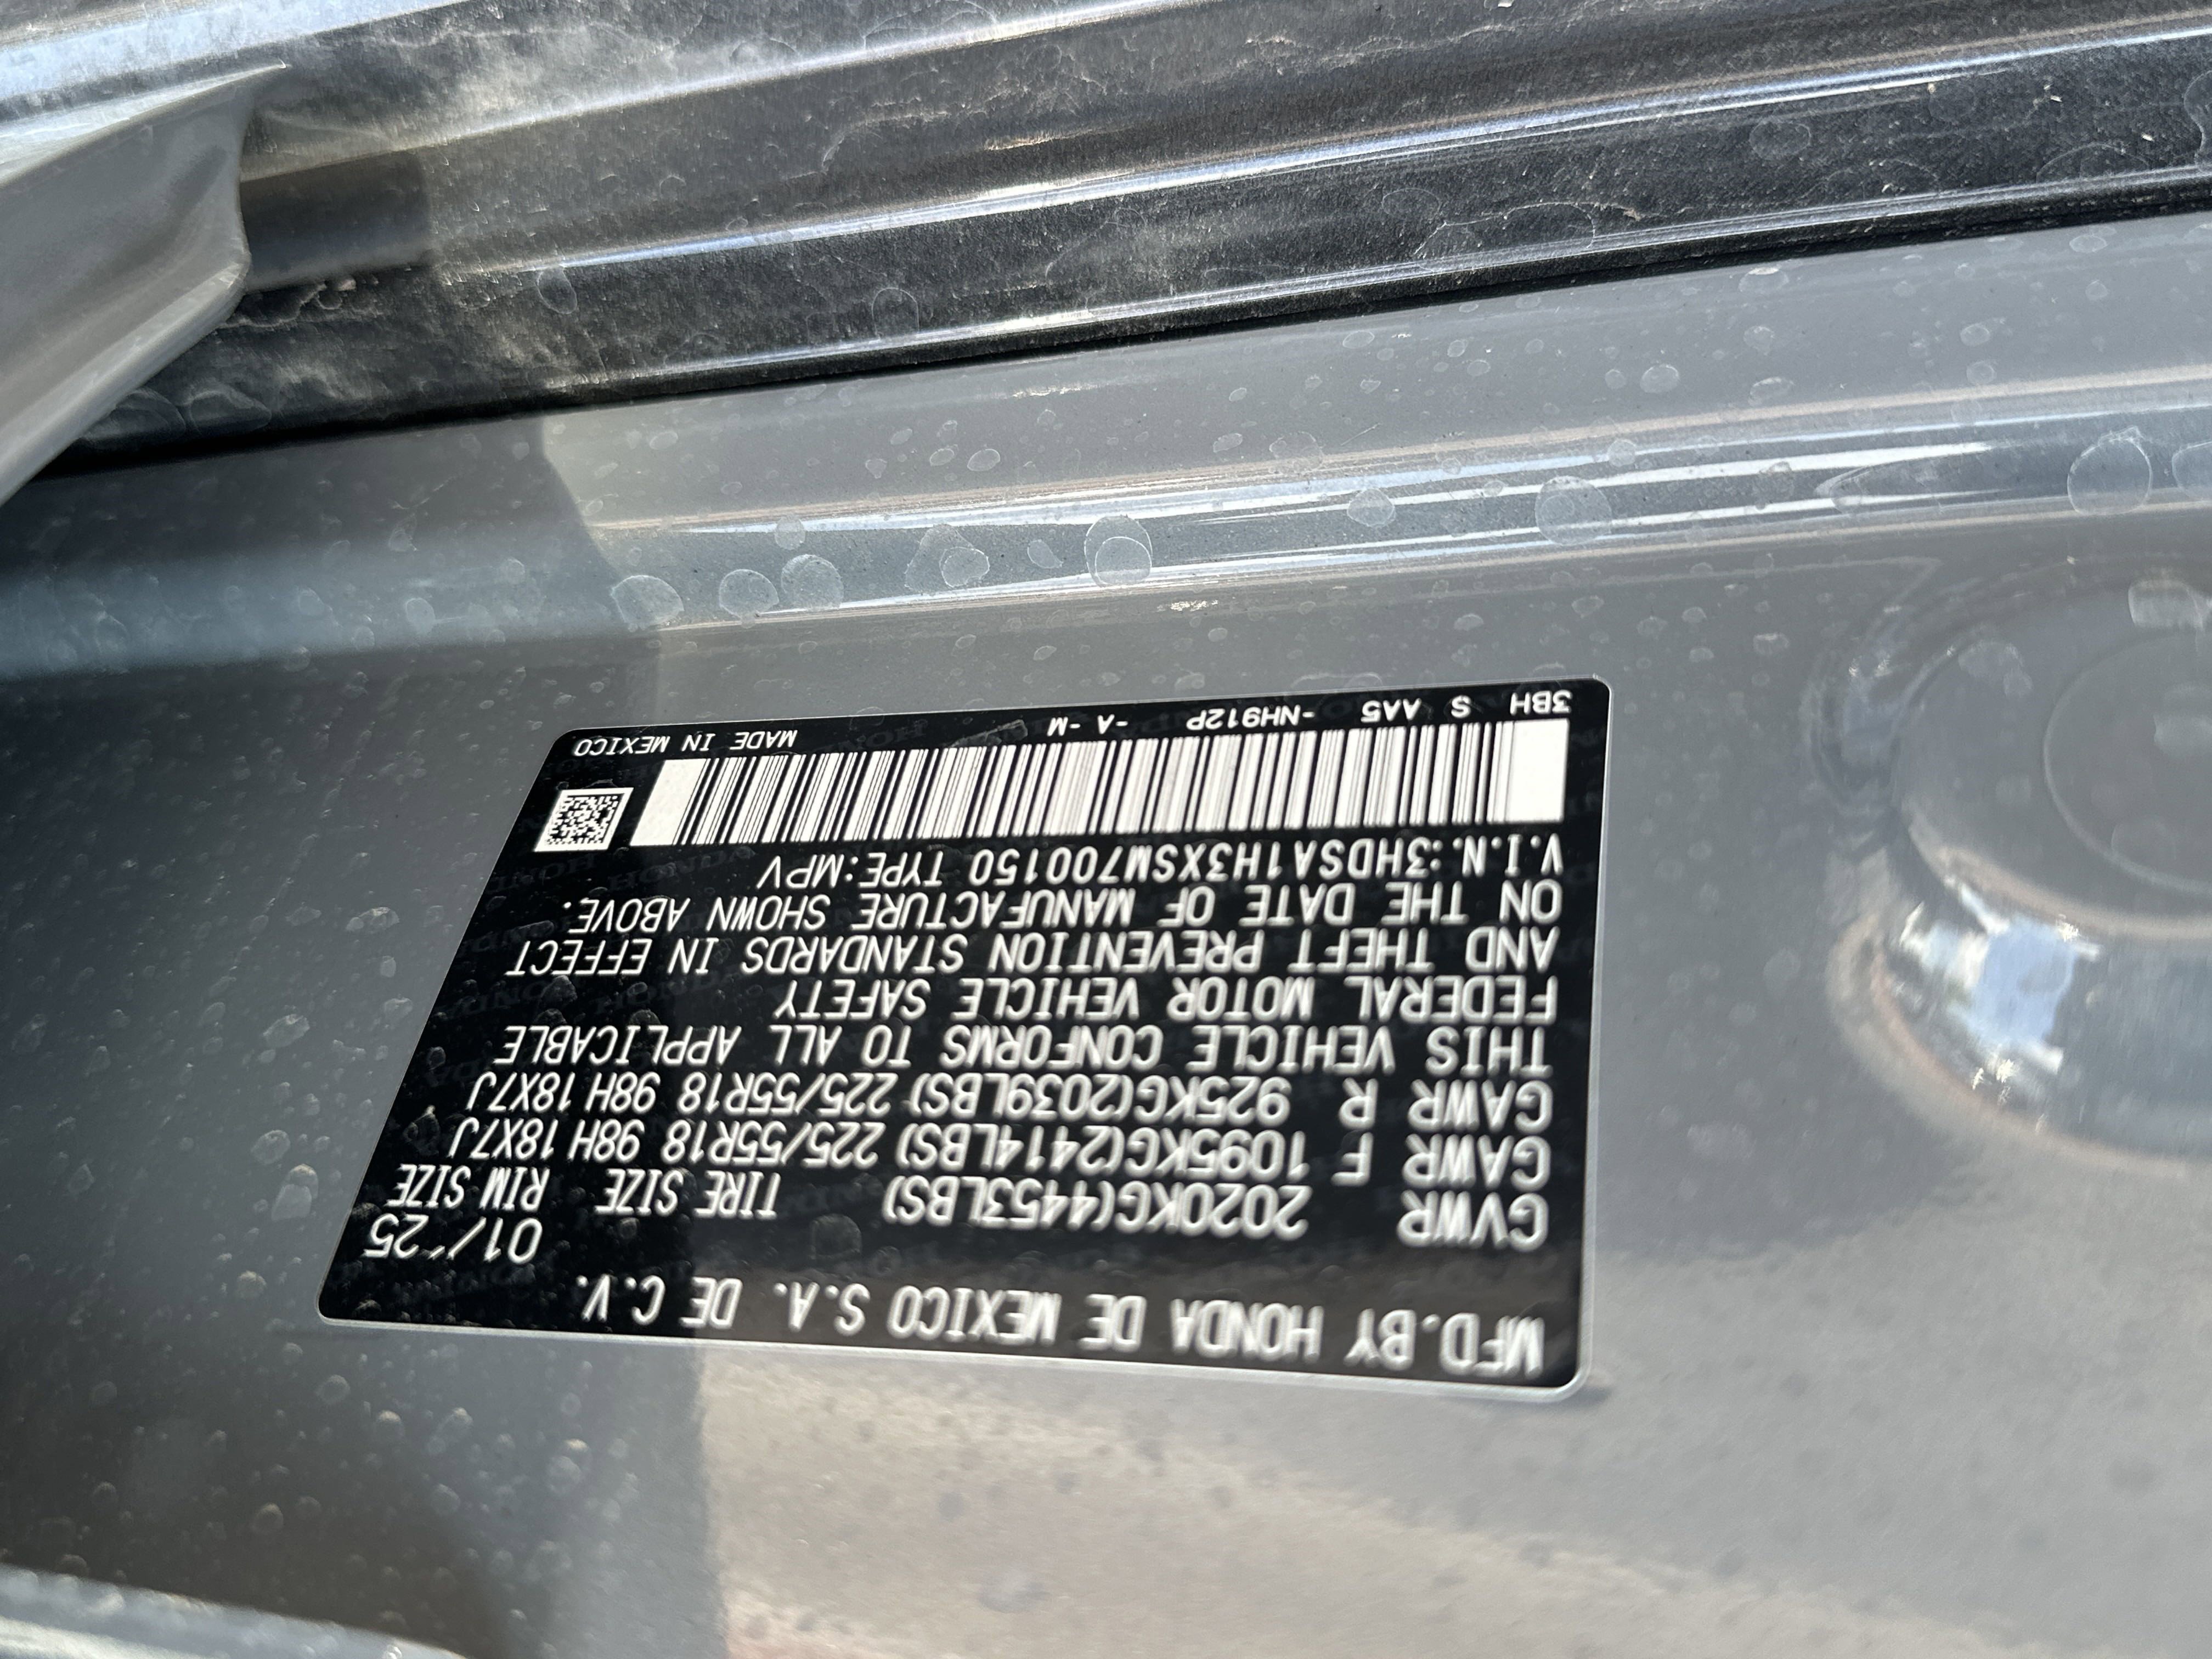 MFD.BY HONDA DE MEXICO S.A. DE C.V.
01/'25
GVWR 2020KG(4453LBS) TIRE SIZE RIM SIZE
GAWR F 1095KG(2414LBS) 225/55R18 98H 18X7J
GAWR R 925KG(2039LBS) 225/55R18 98H 18X7J
THIS VEHICLE CONFORMS TO ALL APPLICABLE
FEDERAL MOTOR VEHICLE SAFETY
AND THEFT PREVENTION STANDARDS IN EFFECT
ON THE DATE OF MANUFACTURE SHOWN ABOVE.
V.I.N.:3HDSA1H3XSM700150 TYPE:MPV
3BH S AA5 -NH912P -A -M MADE IN MEXICO